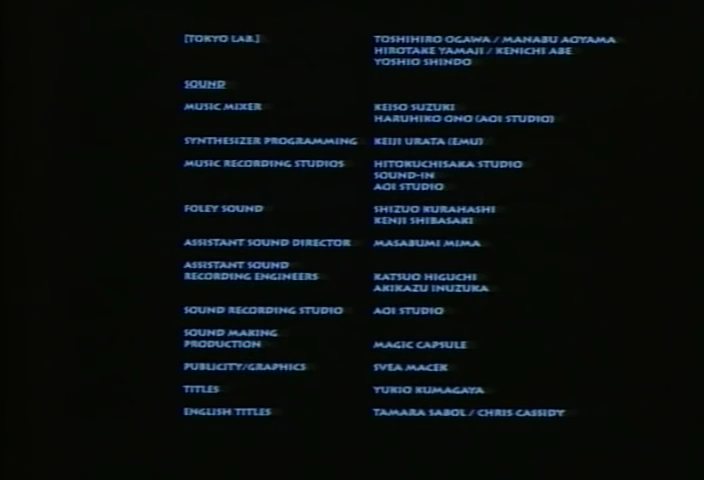 [TOKYO LAB.] TOSHIHIRO OGAWA / MANABU AOYAMA
HIROTAKE YAMAJI / KENICHI ABE
YOSHIO SHINDO
SOUND
MUSIC MIXER KEISO SUZUKI
HARUHIKO ONO (AOI STUDIO)
SYNTHESIZER PROGRAMMING KEIJI URATA (EMU)
MUSIC RECORDING STUDIOS HITOKUCHISAKA STUDIO
SOUND-IN
AOI STUDIO
FOLEY SOUND SHIZUO KURAHASHI
KENJI SHIBASAKI
ASSISTANT SOUND DIRECTOR MASABUMI MIMA
ASSISTANT SOUND
RECORDING ENGINEERS KATSUO HIGUCHI
AKIKAZU INUZUKA
SOUND RECORDING STUDIO AOI STUDIO
SOUND MAKING
PRODUCTION MAGIC CAPSULE
PUBLICITY/GRAPHICS SVEA MACEK
TITLES YUKIO KUMAGAYA
ENGLISH TITLES TAMARA SABOL / CHRIS CASSIDY